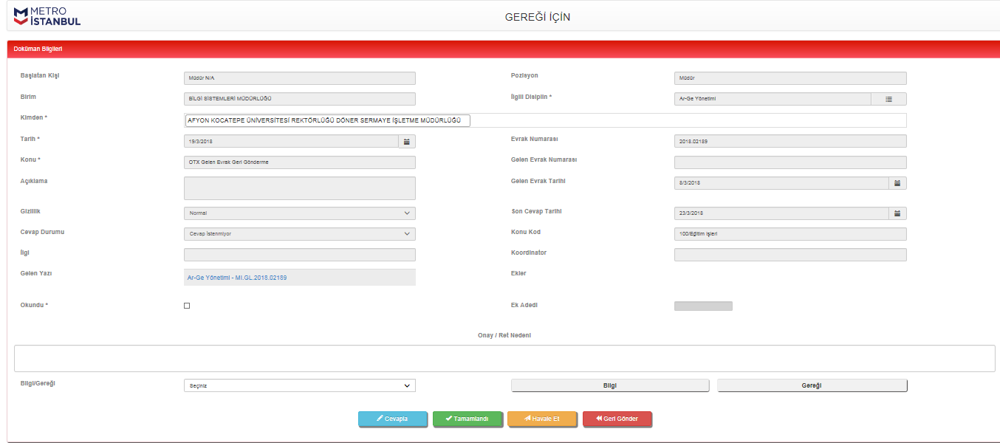 METRO
İSTANBUL
GEREĞİ İÇİN
Doküman Bilgileri
Başlatan Kişi
Müdür N/A
Pozisyon
Müdür
Birim
BİLGİ SİSTEMLERİ MÜDÜRLÜĞÜ
İlgili Disiplin *
Ar-Ge Yönetimi
Kimden *
AFYON KOCATEPE ÜNİVERSİTESİ REKTÖRLÜĞÜ DÖNER SERMAYE İŞLETME MÜDÜRLÜĞÜ
Tarih *
19/3/2018
Evrak Numarası
2018.02189
Konu *
OTX Gelen Evrak Geri Gönderme
Gelen Evrak Numarası
Açıklama
Gelen Evrak Tarihi
8/3/2018
Gizlilik
Normal
Son Cevap Tarihi
23/3/2018
Cevap Durumu
Cevap İstenmiyor
Konu Kod
100/Eğitim işleri
İlgi
Koordinator
Gelen Yazı
Ar-Ge Yönetimi - MI.GL.2018.02189
Ekler
Okundu *
Ek Adedi
Onay / Ret Nedeni
Bilgi/Gereği
Seçiniz
Bilgi
Gereği
Cevapla
Tamamlandı
Havale Et
Geri Gönder